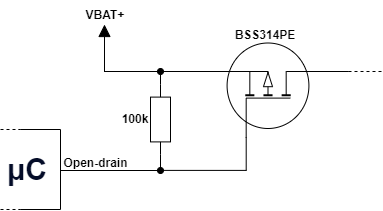 VBAT+
BSS314PE
100k
µC
Open-drain